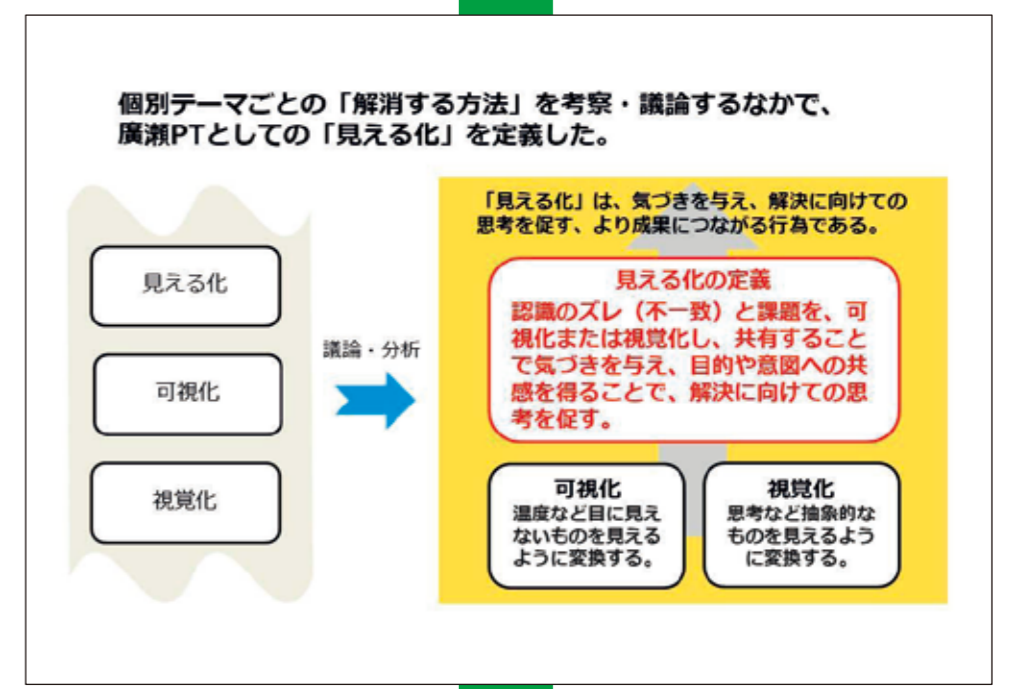 個別テーマごとの「解消する方法」を考察・議論するなかで、
廣瀬PTとしての「見える化」を定義した。
見える化
可視化
視覚化
議論・分析
「見える化」は、気づきを与え、解決に向けての
思考を促す、より成果につながる行為である。
見える化の定義
認識のズレ（不一致）と課題を、可
視化または視覚化し、共有すること
で気づきを与え、目的や意図への共
感を得ることで、解決に向けての思
考を促す。
可視化
温度など目に見え
ないものを見える
ように変換する。
視覚化
思考など抽象的な
ものを見えるよう
に変換する。